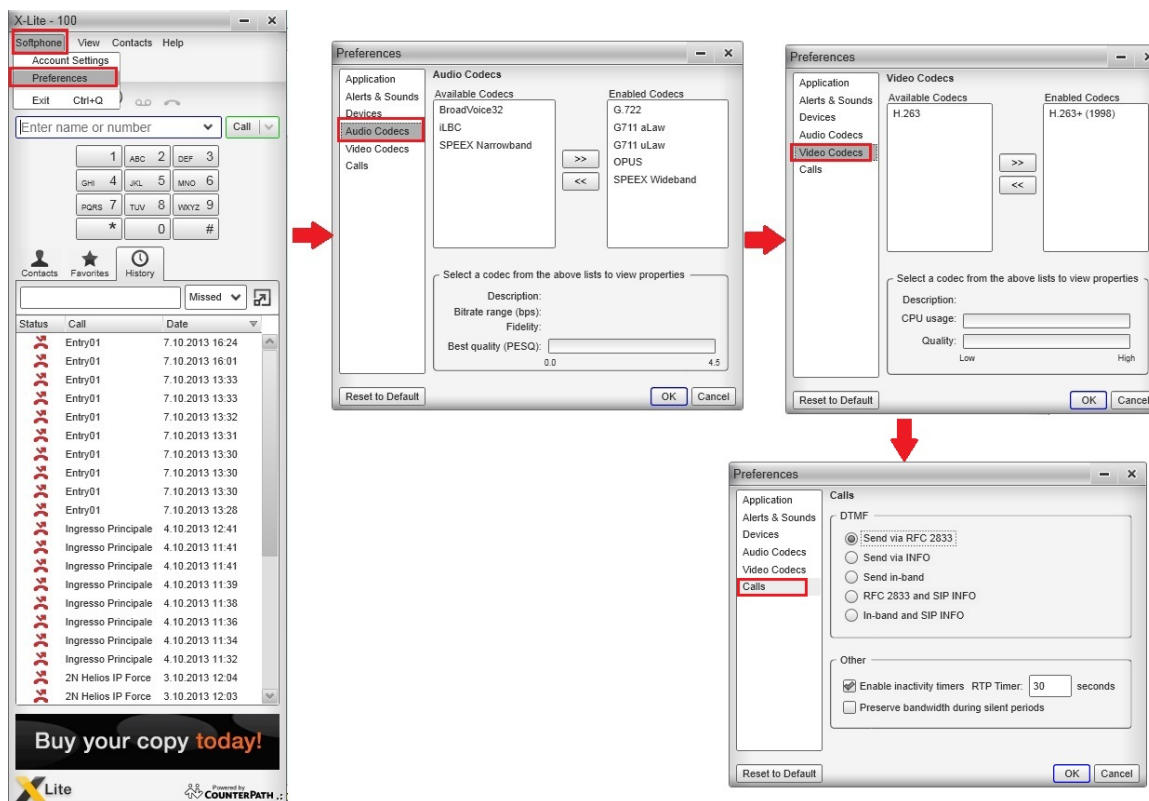 X-Lite - 100
Softphone View Contacts Help
Account Settings
Preferences
Exit Ctrl+Q
Enter name or number Call
1 ABC 2 DEF 3
GHI 4 JKL 5 MNO 6
PQRS 7 TUV 8 WXYZ 9
* 0 #
Contacts Favorites History
Missed
Status Call Date
Entry01 7.10.2013 16:24
Entry01 7.10.2013 16:01
Entry01 7.10.2013 13:33
Entry01 7.10.2013 13:33
Entry01 7.10.2013 13:32
Entry01 7.10.2013 13:31
Entry01 7.10.2013 13:30
Entry01 7.10.2013 13:30
Entry01 7.10.2013 13:30
Entry01 7.10.2013 13:28
Ingresso Principale 4.10.2013 12:41
Ingresso Principale 4.10.2013 11:41
Ingresso Principale 4.10.2013 11:41
Ingresso Principale 4.10.2013 11:39
Ingresso Principale 4.10.2013 11:38
Ingresso Principale 4.10.2013 11:36
Ingresso Principale 4.10.2013 11:34
Ingresso Principale 4.10.2013 11:32
2N Helios IP Force 3.10.2013 12:04
2N Helios IP Force 3.10.2013 12:03
Buy your copy today!
X Lite
Powered by
COUNTERPATH
Preferences
Application
Alerts & Sounds
Devices
Audio Codecs
Video Codecs
Calls
Audio Codecs
Available Codecs Enabled Codecs
BroadVoice32
iLBC
SPEEX Narrowband
>>
<<
G.722
G711 aLaw
G711 uLaw
OPUS
SPEEX Wideband
Select a codec from the above lists to view properties
Description:
Bitrate range (bps):
Fidelity:
Best quality (PESQ):
0.0 4.5
Reset to Default OK Cancel
Preferences
Application
Alerts & Sounds
Devices
Audio Codecs
Video Codecs
Calls
Video Codecs
Available Codecs Enabled Codecs
H.263
>>
<<
H.263+ (1998)
Select a codec from the above lists to view properties
Description:
CPU usage:
Quality:
Low High
Reset to Default OK Cancel
Preferences
Application
Alerts & Sounds
Devices
Audio Codecs
Video Codecs
Calls
Calls
DTMF
Send via RFC 2833
Send via INFO
Send in-band
RFC 2833 and SIP INFO
In-band and SIP INFO
Other
Enable inactivity timers RTP Timer: 30 seconds
Preserve bandwidth during silent periods
Reset to Default OK Cancel